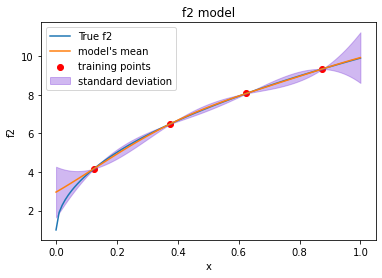 f2 model
True f2
model's mean
training points
standard deviation
f2
10
8
6
4
2
0.0 0.2 0.4 0.6 0.8 1.0
x